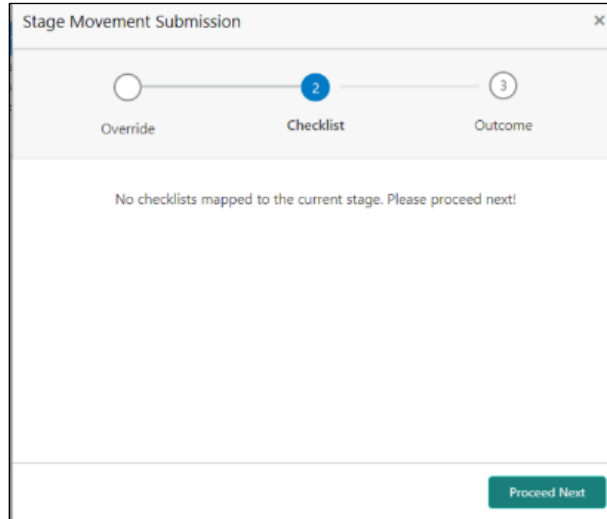 Stage Movement Submission
×
2
3
Override
Checklist
Outcome
No checklists mapped to the current stage. Please proceed next!
Proceed Next